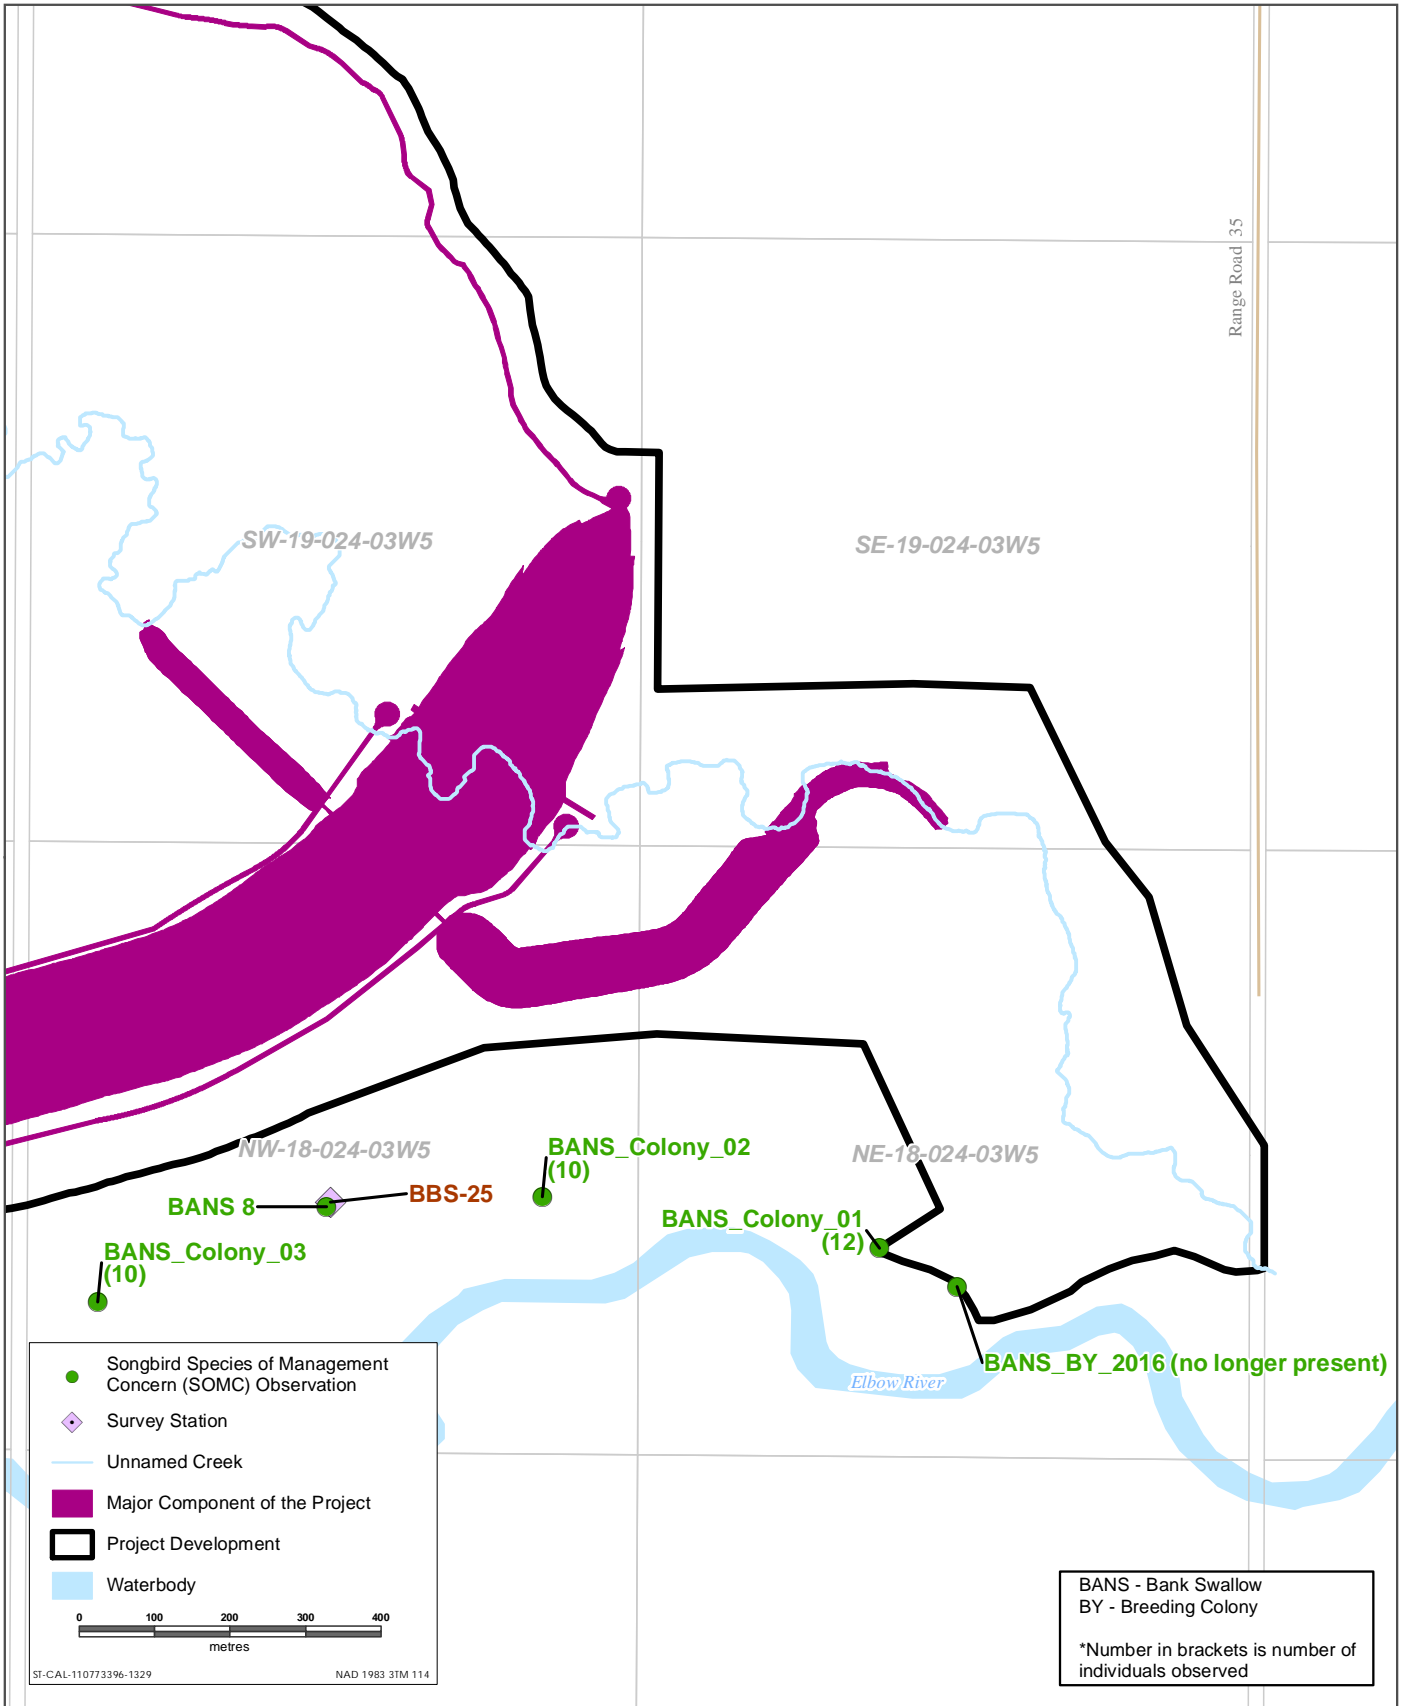 Range Road 35
SW-19-024-03W5
SE-19-024-03W5
NW-18-024-03W5
NE-18-024-03W5
BANS_Colony_02
(10)
BANS 8
BBS-25
BANS_Colony_01
(12)
BANS_Colony_03
(10)
BANS_BY_2016 (no longer present)
Elbow River
Songbird Species of Management
Concern (SOMC) Observation
Survey Station
Unnamed Creek
Major Component of the Project
Project Development
Waterbody
0 100 200 300 400
metres
ST-CAL-110773396-1329 NAD 1983 3TM 114
BANS - Bank Swallow
BY - Breeding Colony
*Number in brackets is number of
individuals observed